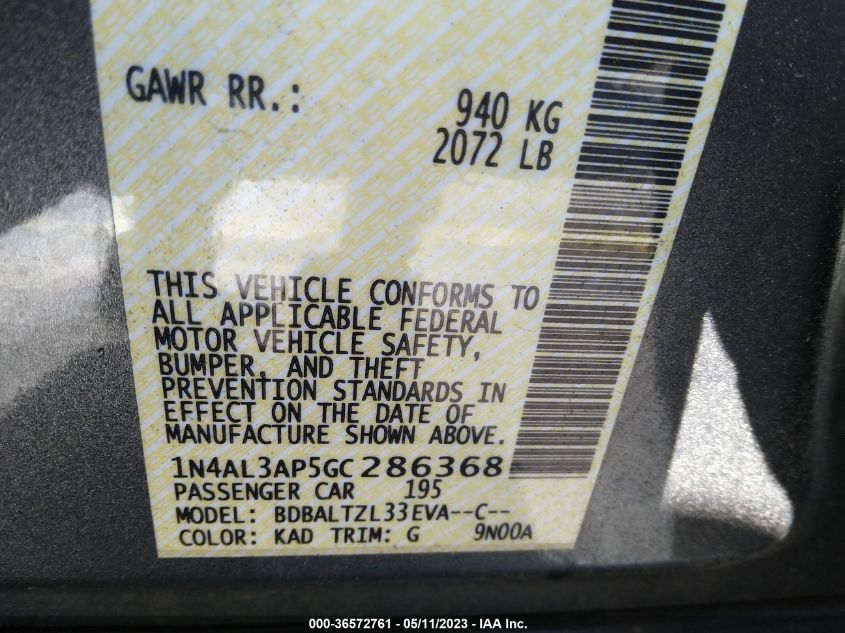 GAWR RR.: 940 KG
2072 LB
THIS VEHICLE CONFORMS TO
ALL APPLICABLE FEDERAL
MOTOR VEHICLE SAFETY,
BUMPER, AND THEFT
PREVENTION STANDARDS IN
EFFECT ON THE DATE OF
MANUFACTURE SHOWN ABOVE.
1N4AL3AP5GC286368
PASSENGER CAR 195
MODEL: BDBALTZL33EVA--C--
COLOR: KAD TRIM: G 9N00A
000-36572761 - 05/11/2023 - IAA Inc.